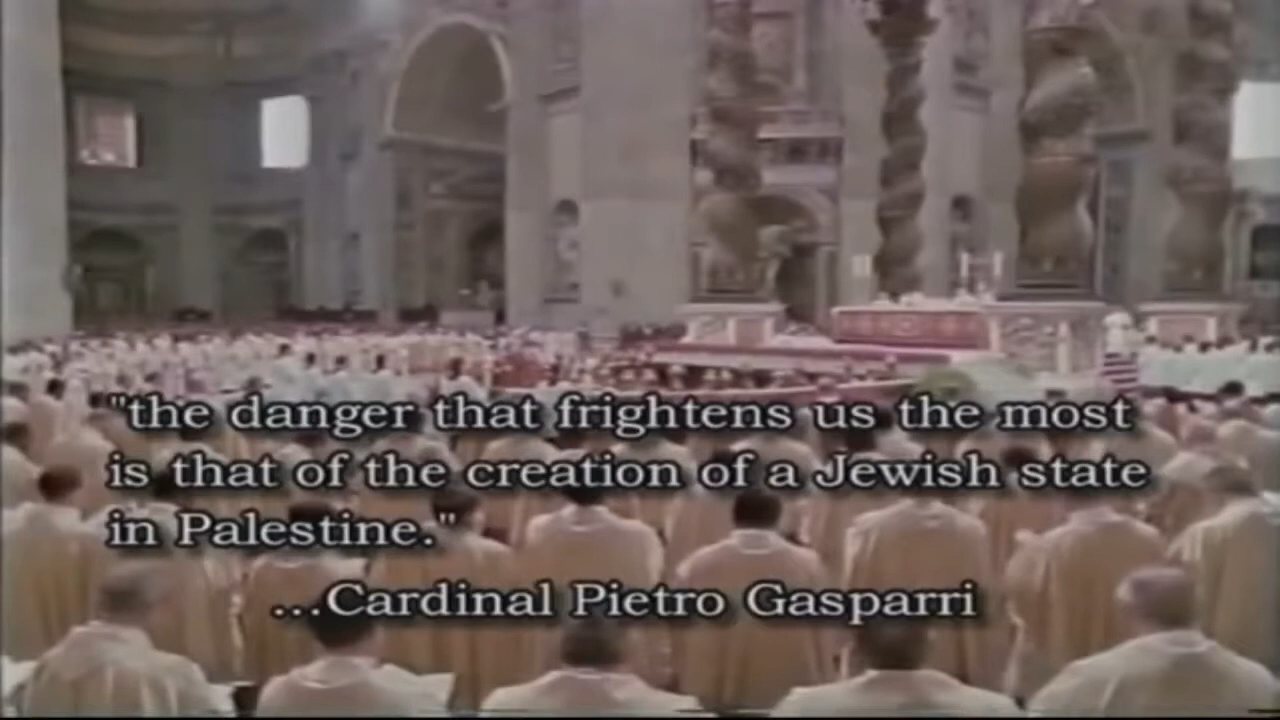 "the danger that frightens us the most
is that of the creation of a Jewish state
in Palestine."
...Cardinal Pietro Gasparri